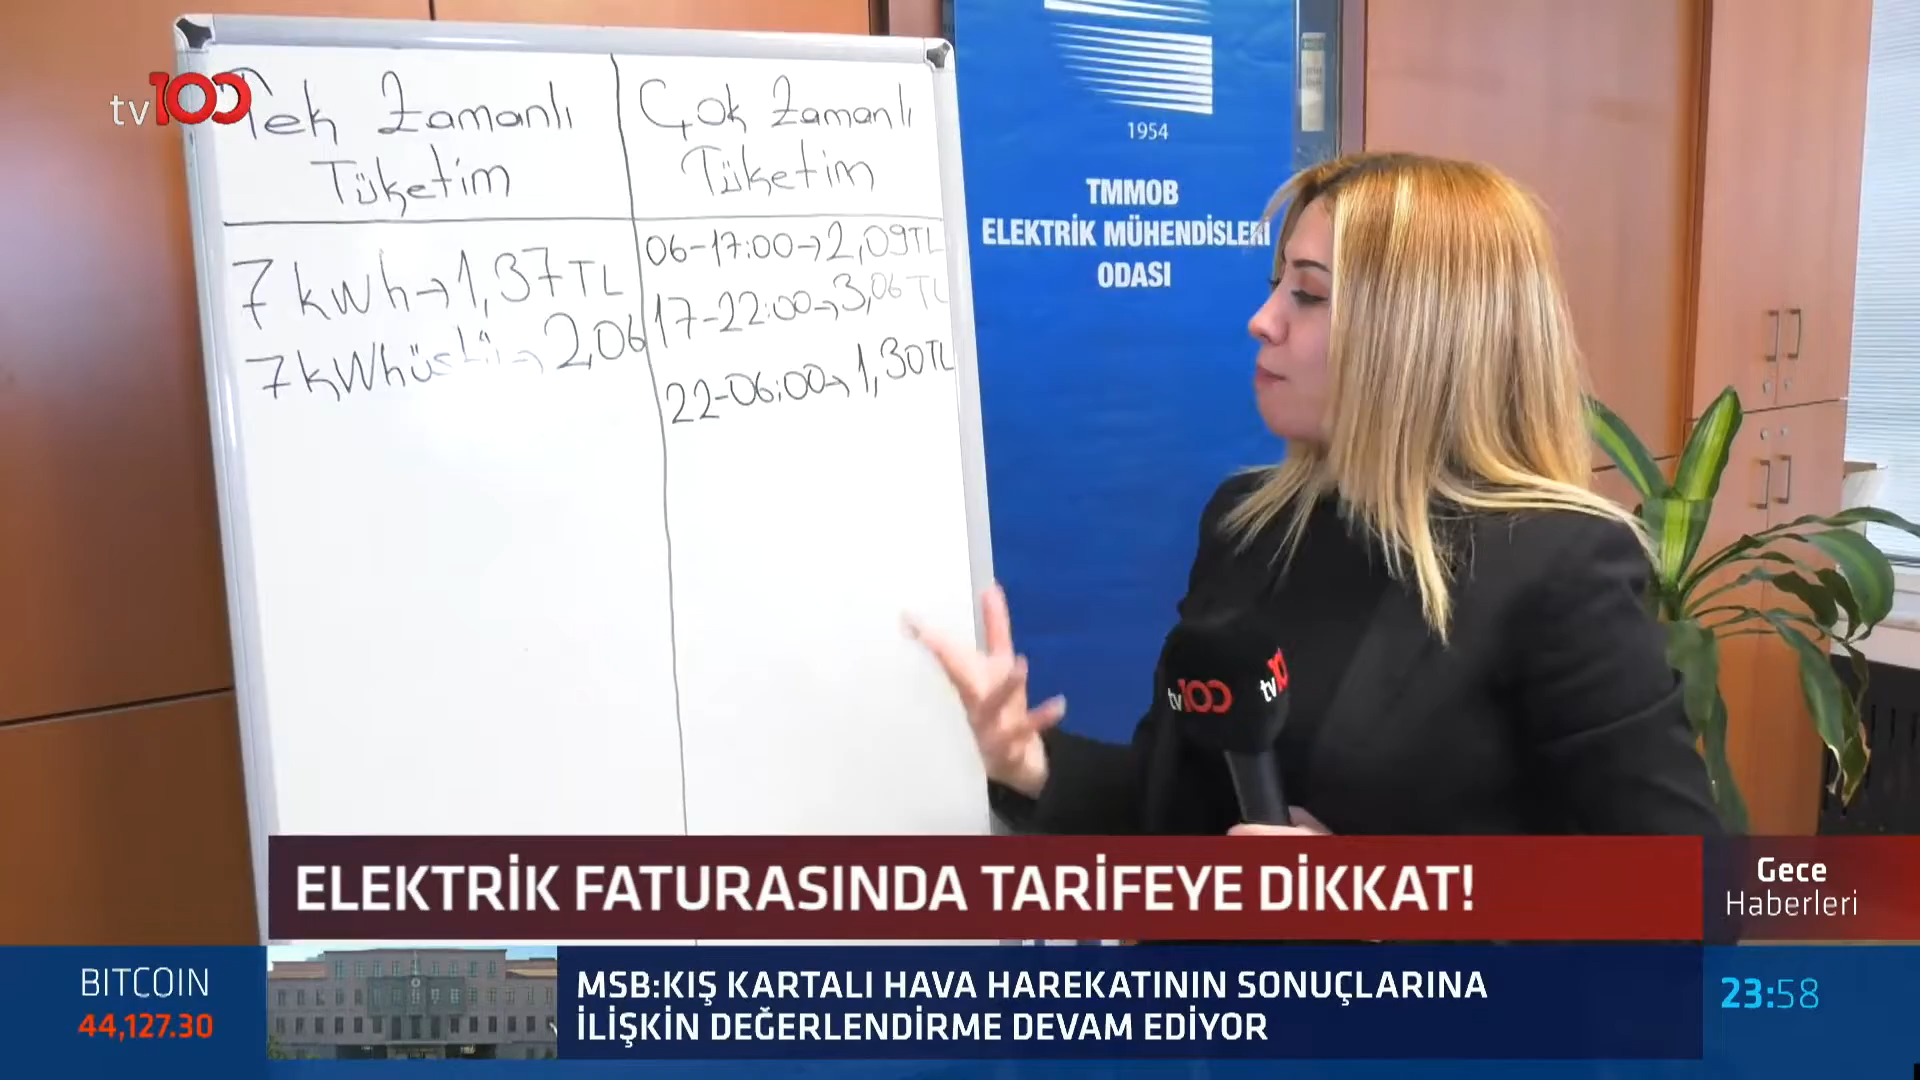 tv100
Tek Zamanlı
Tüketim
7 kWh→1,37 TL
7 kWh üstü→2,06
Çok Zamanlı
Tüketim
06-17:00→2,09TL
17-22:00→3,06 TL
22-06:00→1,30TL
1954
TMMOB
ELEKTRİK MÜHENDİSLERİ
ODASI
tv100
tv10
ELEKTRİK FATURASINDA TARİFEYE DİKKAT!
Gece
Haberleri
BITCOIN
44,127.30
MSB:KIŞ KARTALI HAVA HAREKATININ SONUÇLARINA
İLİŞKİN DEĞERLENDİRME DEVAM EDİYOR
23:58